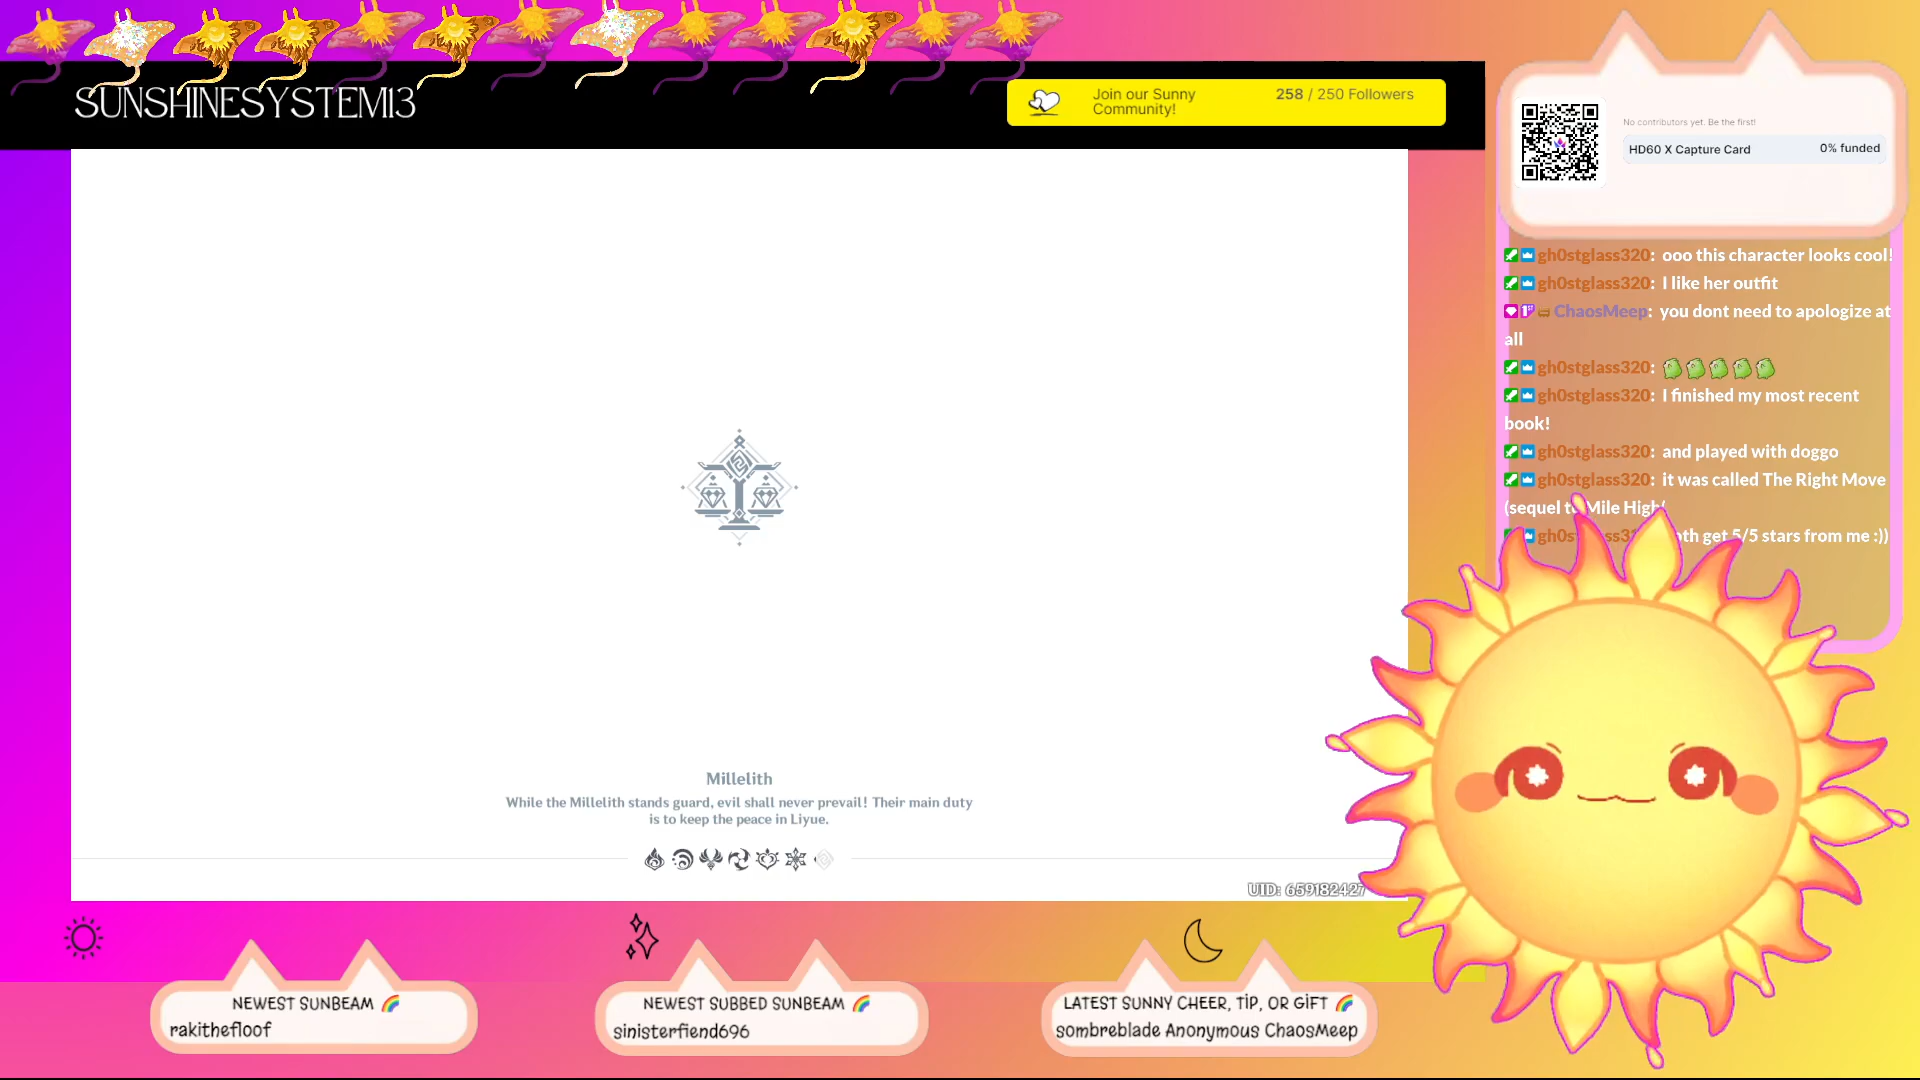 SUNSHINESYSTEM13
Join our Sunny
Community!
258 / 250 Followers
No contributors yet. Be the first!
HD60 X Capture Card 0% funded
gh0stglass320: ooo this character looks cool!
gh0stglass320: I like her outfit
ChaosMeep: you dont need to apologize at
all
gh0stglass320:
gh0stglass320: I finished my most recent
book!
gh0stglass320: and played with doggo
gh0stglass320: it was called The Right Move
(sequel to Mile High
get 5/5 stars from me :))
Millelith
While the Millelith stands guard, evil shall never prevail! Their main duty
is to keep the peace in Liyue.
UID: 659182427
NEWEST SUNBEAM 🌈
rakithefloof
NEWEST SUBBED SUNBEAM 🌈
sinisterfiend696
LATEST SUNNY CHEER, TIP, OR GIFT 🌈
sombreblade Anonymous ChaosMeep